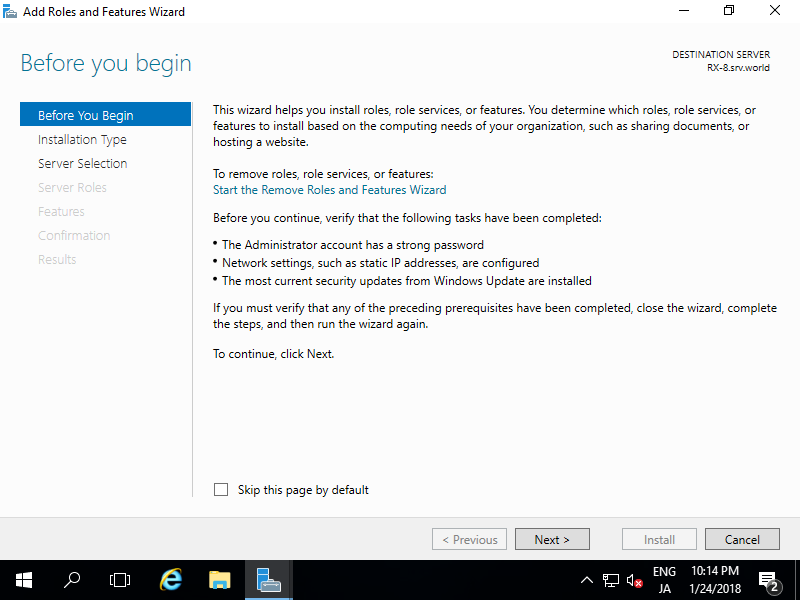 Add Roles and Features Wizard
Before you begin
DESTINATION SERVER
RX-8.srv.world
Before You Begin
Installation Type
Server Selection
Server Roles
Features
Confirmation
Results
This wizard helps you install roles, role services, or features. You determine which roles, role services, or
features to install based on the computing needs of your organization, such as sharing documents, or
hosting a website.
To remove roles, role services, or features:
Start the Remove Roles and Features Wizard
Before you continue, verify that the following tasks have been completed:
• The Administrator account has a strong password
• Network settings, such as static IP addresses, are configured
• The most current security updates from Windows Update are installed
If you must verify that any of the preceding prerequisites have been completed, close the wizard, complete
the steps, and then run the wizard again.
To continue, click Next.
Skip this page by default
< Previous
Next >
Install
Cancel
ENG
JA
10:14 PM
1/24/2018
2